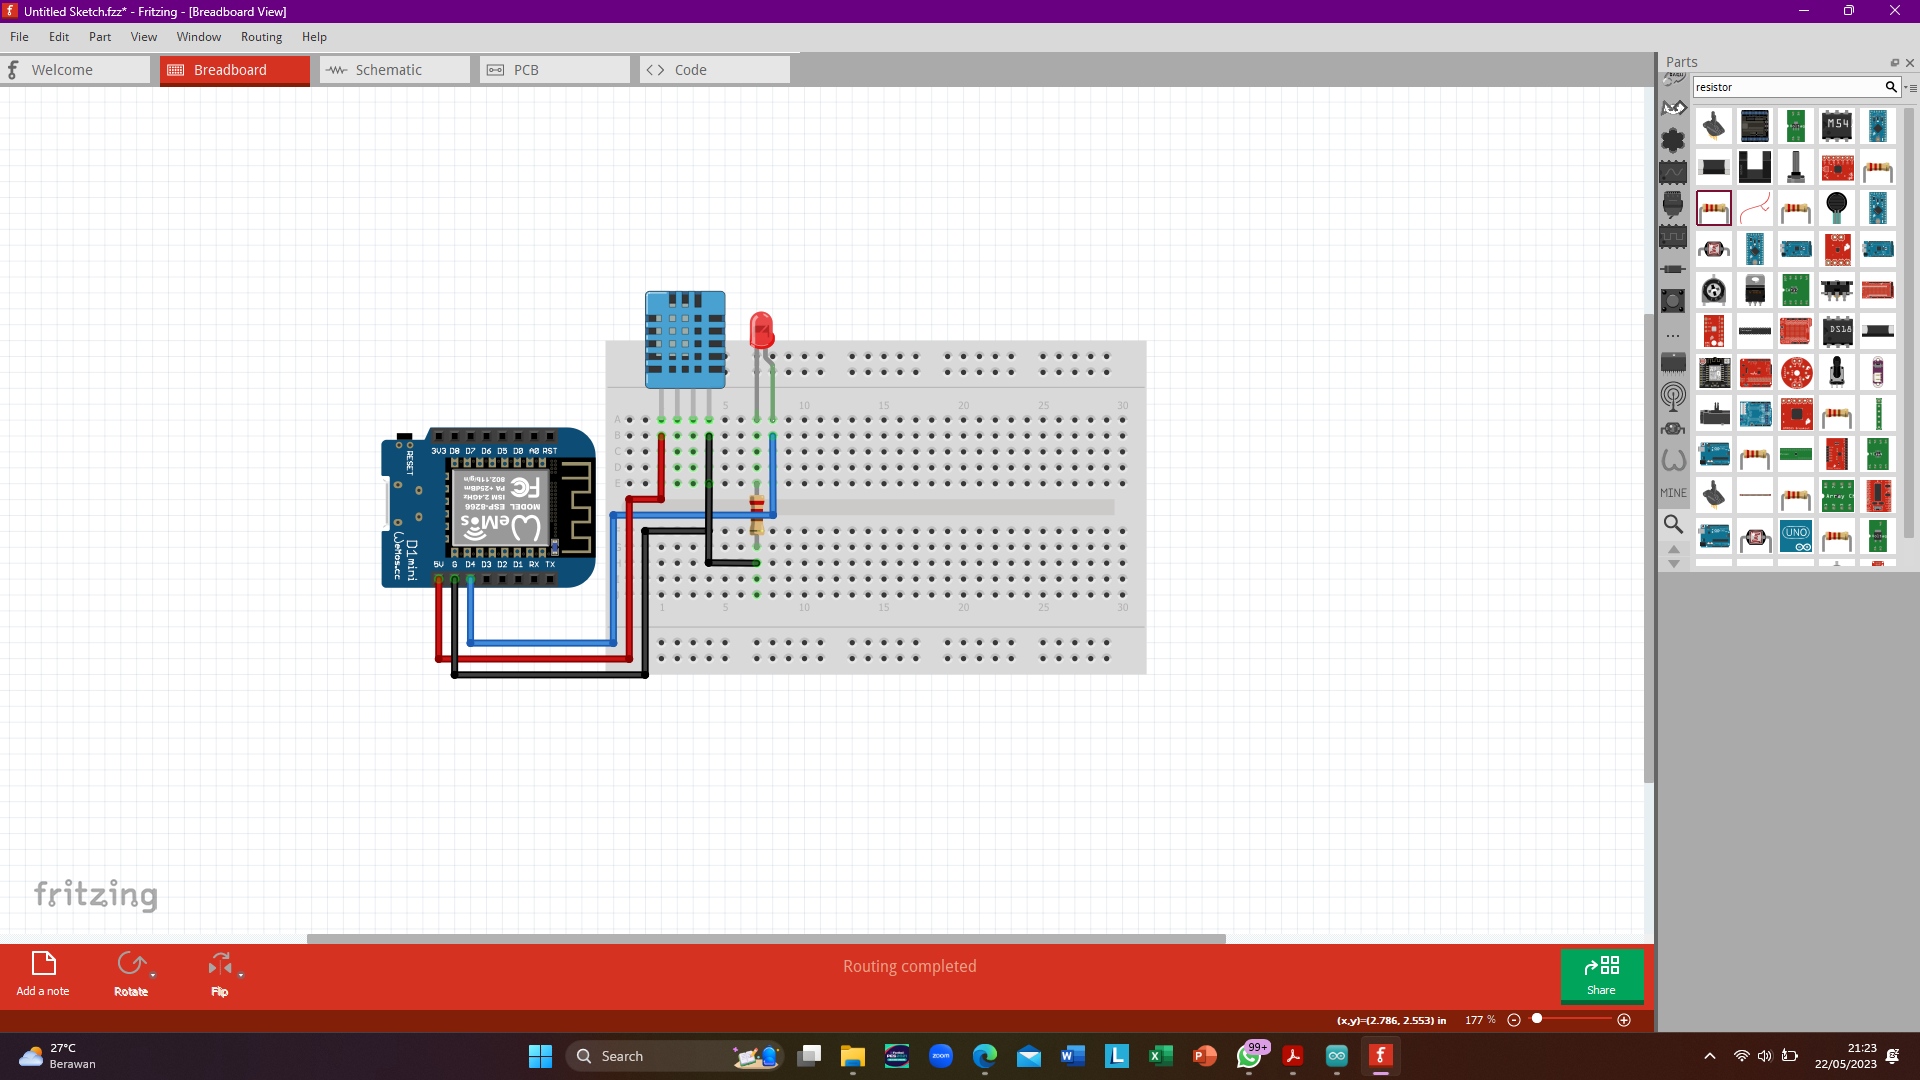 Untitled Sketch.fzz* - Fritzing - [Breadboard View]
File Edit Part View Window Routing Help
Welcome Breadboard Schematic PCB Code
Parts
resistor
M54
DS18
MINE
Array
UNO
5 10 15 20 25 30
A
B
C
D
E
3V3 D8 D7 D6 D5 D0 A0 RST
RESET
FC
802.11b/g/n
PA +25dBm
ISM 2.4GHz
MODEL ESP-8266
WeMos
D1mini
WeMos.cc
5V G D4 D3 D2 D1 RX TX
1 5 10 15 20 25 30
fritzing
Add a note
Rotate
Flip
Routing completed
Share
(x,y)=(2.786, 2.553) in 177 %
27°C
Berawan
Search
zoom
99+
21:23
22/05/2023